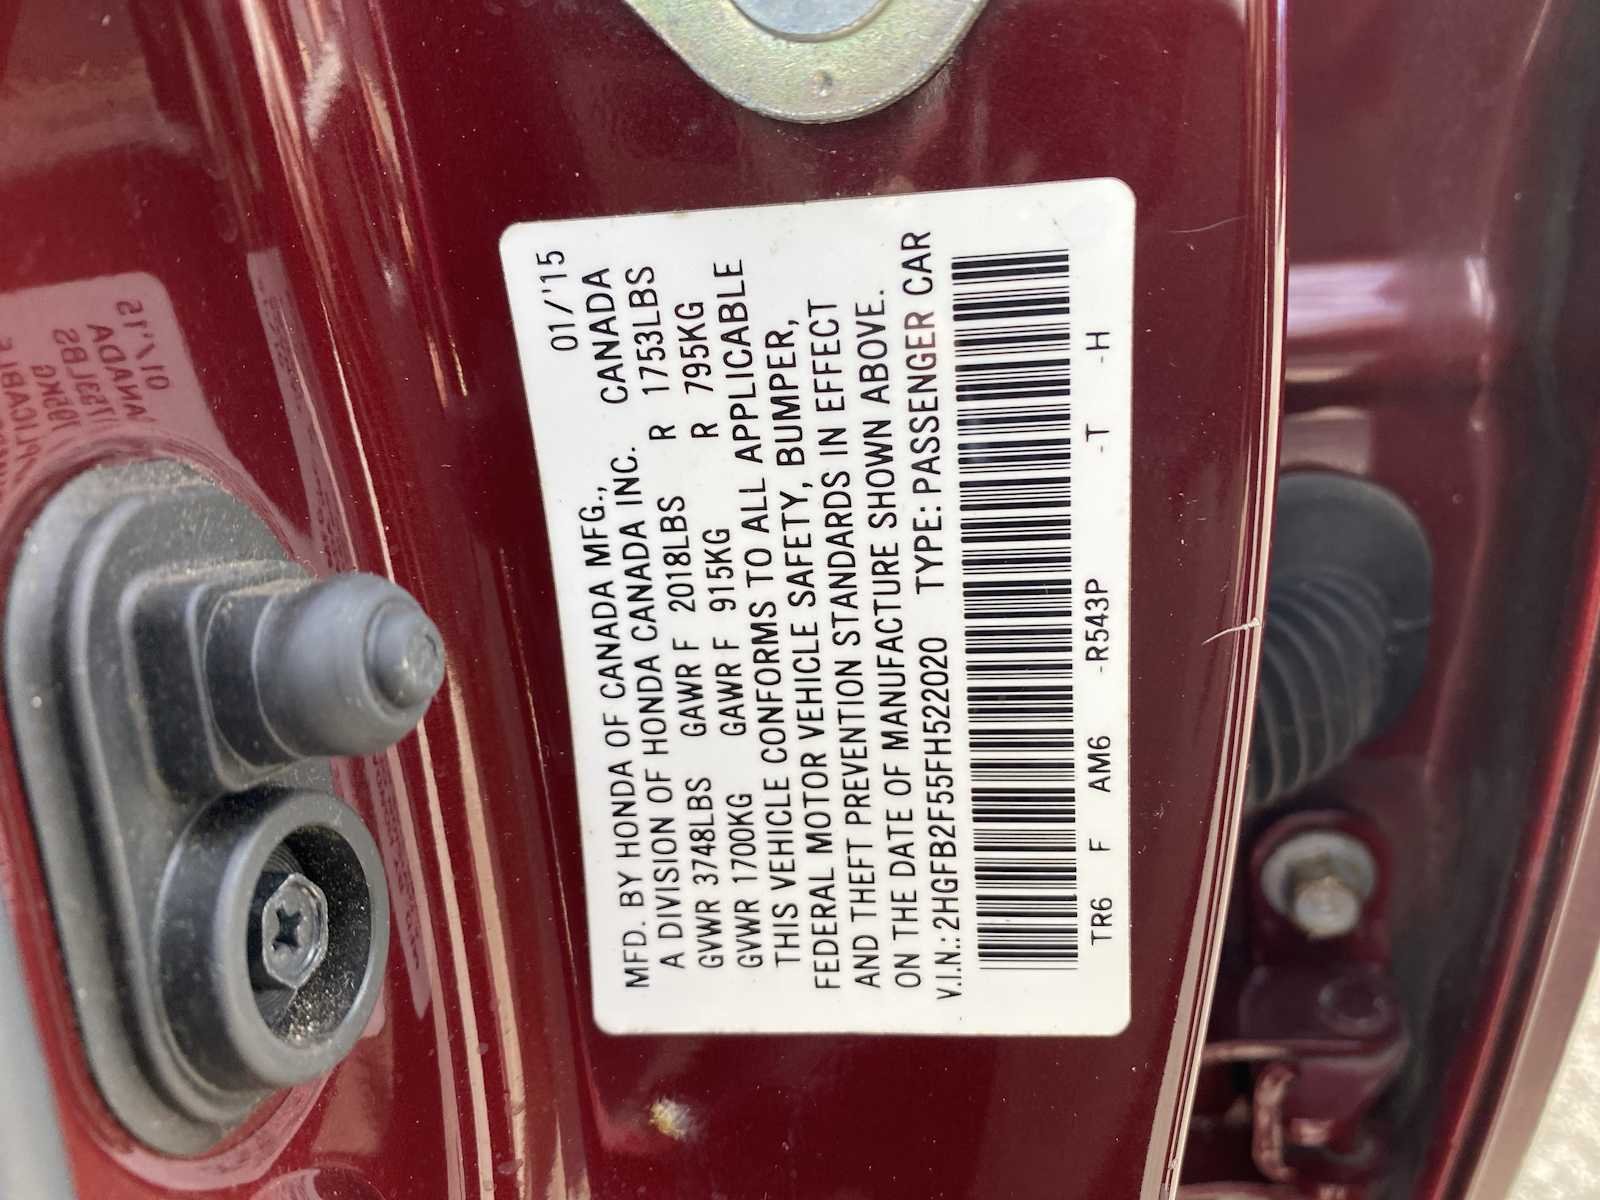 01/'15
MFD. BY HONDA OF CANADA MFG., CANADA
A DIVISION OF HONDA CANADA INC.
GVWR 3748LBS GAWR F 2018LBS R 1753LBS
GVWR 1700KG GAWR F 915KG R 795KG
THIS VEHICLE CONFORMS TO ALL APPLICABLE
FEDERAL MOTOR VEHICLE SAFETY, BUMPER,
AND THEFT PREVENTION STANDARDS IN EFFECT
ON THE DATE OF MANUFACTURE SHOWN ABOVE.
V.I.N.: 2HGFB2F55FH522020 TYPE: PASSENGER CAR
TR6 F AM6 -R543P -T -H